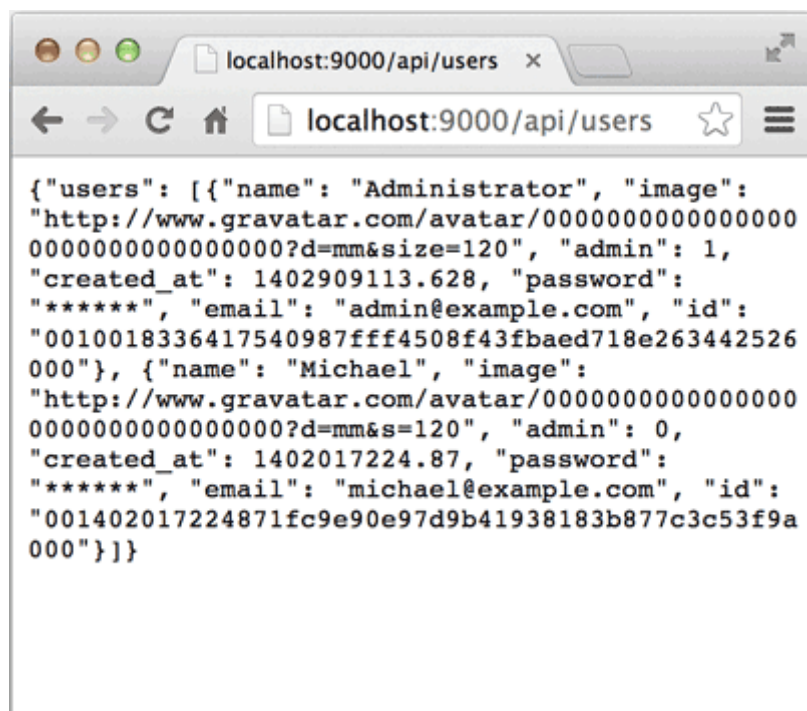 localhost:9000/api/users
localhost:9000/api/users
{"users": [{"name": "Administrator", "image":
"http://www.gravatar.com/avatar/0000000000000000
0000000000000000?d=mm&size=120", "admin": 1,
"created_at": 1402909113.628, "password":
"******", "email": "admin@example.com", "id":
"0010018336417540987fff4508f43fbaed718e263442526
000"}, {"name": "Michael", "image":
"http://www.gravatar.com/avatar/0000000000000000
0000000000000000?d=mm&s=120", "admin": 0,
"created_at": 1402017224.87, "password":
"******", "email": "michael@example.com", "id":
"001402017224871fc9e90e97d9b41938183b877c3c53f9a
000"}]}